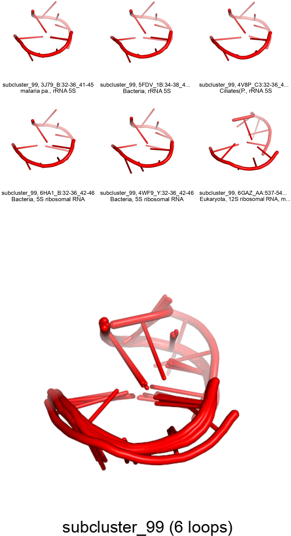 subcluster_99, 3J79_B:32-36_41-45
malaria pa., rRNA 5S
subcluster_99, 5FDV_1B:34-38_4...
Bacteria, rRNA 5S
subcluster_99, 4V8P_C3:32-36_4...
Ciliates(P., rRNA 5S
subcluster_99, 6HA1_B:32-36_42-46
Bacteria, 5S ribosomal RNA
subcluster_99, 4WF9_Y:32-36_42-46
Bacteria, 5S ribosomal RNA
subcluster_99, 6GAZ_AA:537-54...
Eukaryota, 12S ribosomal RNA, m...
subcluster_99 (6 loops)